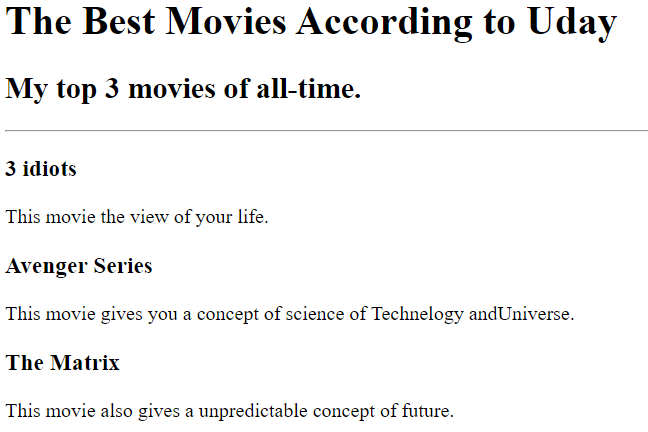 The Best Movies According to Uday
My top 3 movies of all-time.
3 idiots
This movie the view of your life.
Avenger Series
This movie gives you a concept of science of Technelogy andUniverse.
The Matrix
This movie also gives a unpredictable concept of future.